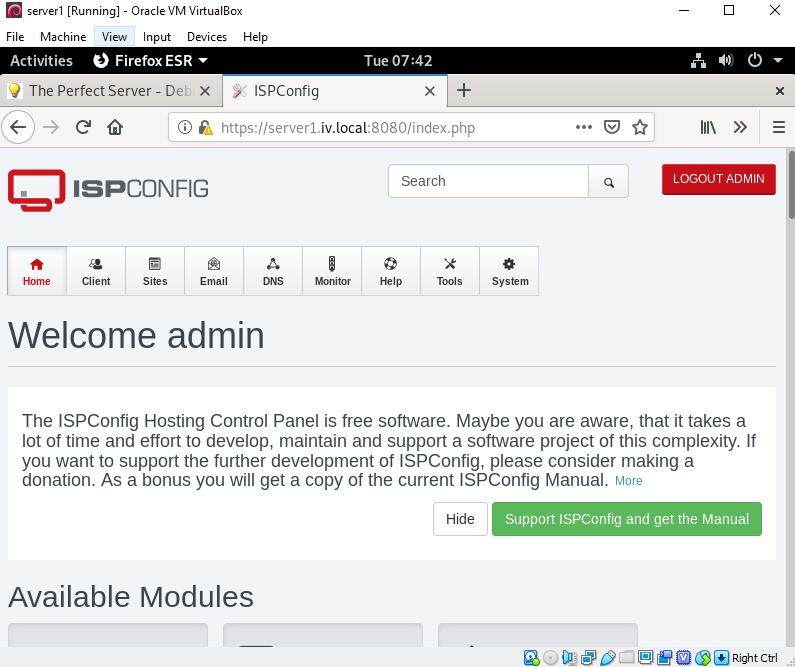 server1 [Running] - Oracle VM VirtualBox
File Machine View Input Devices Help
Activities Firefox ESR Tue 07:42
The Perfect Server - Deb ISPConfig
https://server1.iv.local:8080/index.php
ISPCONFIG Search LOGOUT ADMIN
Home Client Sites Email DNS Monitor Help Tools System
Welcome admin
The ISPConfig Hosting Control Panel is free software. Maybe you are aware, that it takes a
lot of time and effort to develop, maintain and support a software project of this complexity. If
you want to support the further development of ISPConfig, please consider making a
donation. As a bonus you will get a copy of the current ISPConfig Manual. More
Hide Support ISPConfig and get the Manual
Available Modules
Right Ctrl